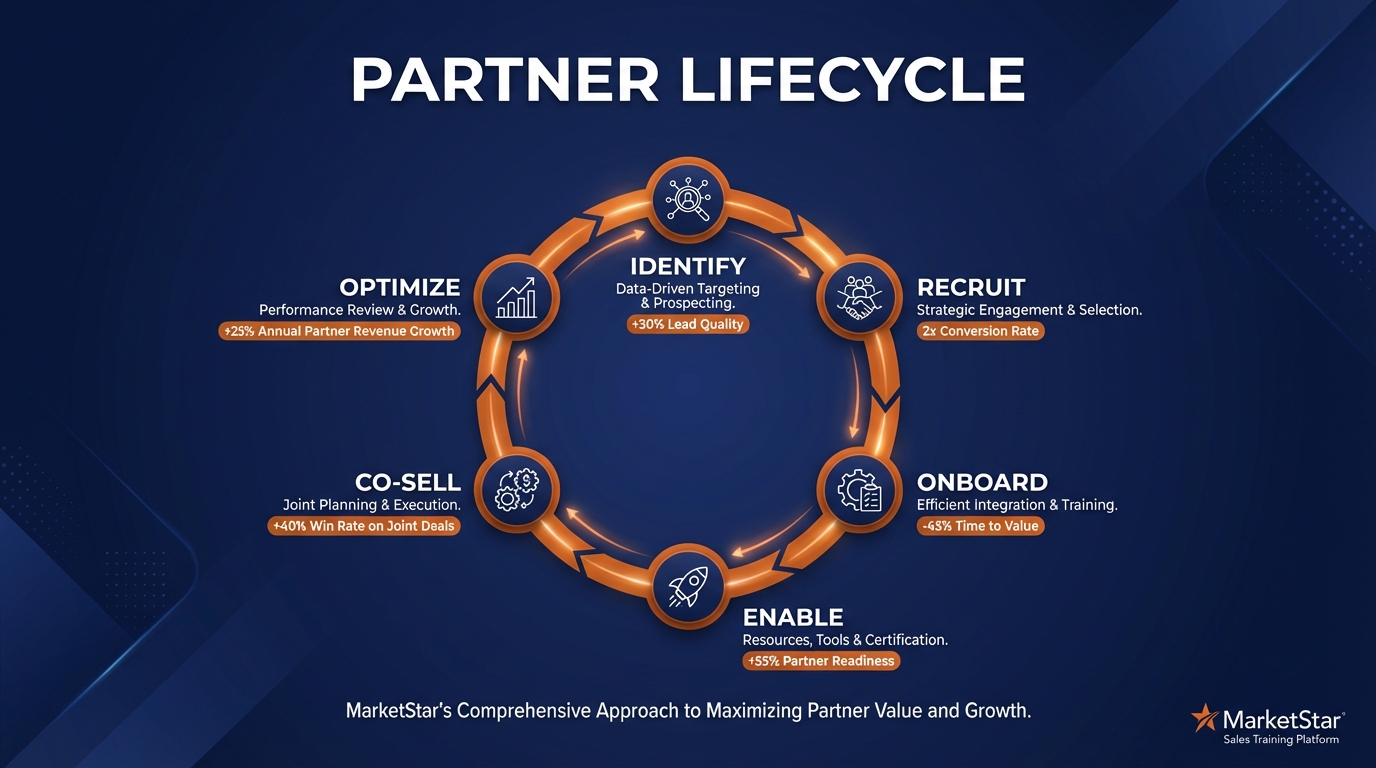 PARTNER LIFECYCLE
IDENTIFY
Data-Driven Targeting
& Prospecting.
+30% Lead Quality
RECRUIT
Strategic Engagement & Selection.
2x Conversion Rate
ONBOARD
Efficient Integration & Training.
Time to Value
ENABLE
Resources, Tools & Certification.
+55% Partner Readiness
CO-SELL
Joint Planning & Execution.
+40% Win Rate on Joint Deals
OPTIMIZE
Performance Review & Growth.
+25% Annual Partner Revenue Growth
$
MarketStar's Comprehensive Approach to Maximizing Partner Value and Growth.
MarketStar
Sales Training Platform